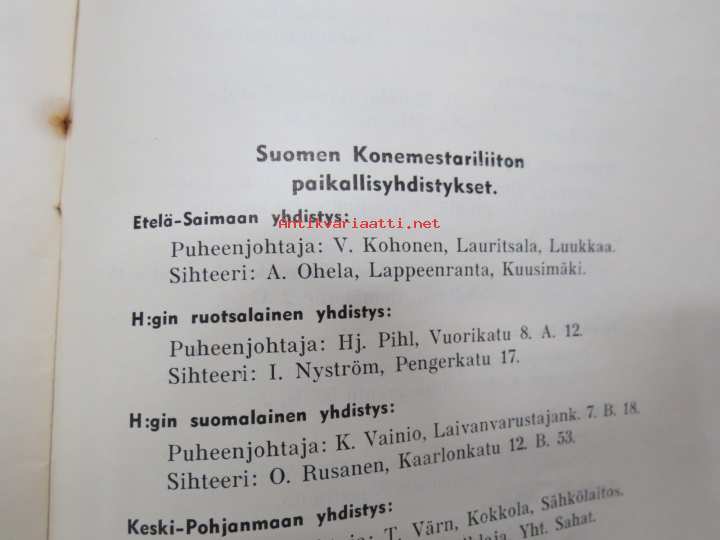 Suomen Konemestariliiton
paikallisyhdistykset.
Etelä-Saimaan yhdistys:
Antikvariaatti.net
Puheenjohtaja: V. Kohonen, Lauritsala, Luukkaa.
Sihteeri: A. Ohela, Lappeenranta, Kuusimäki.
H:gin ruotsalainen yhdistys:
Puheenjohtaja: Hj. Pihl, Vuorikatu 8. A. 12.
Sihteeri: I. Nyström, Pengerkatu 17.
H:gin suomalainen yhdistys:
Puheenjohtaja: K. Vainio, Laivanvarustajank. 7. B. 18.
Sihteeri: O. Rusanen, Kaarlonkatu 12. B. 53.
Keski-Pohjanmaan yhdistys:
T. Värn, Kokkola, Sähkölaitos.
Yht. Sahat.